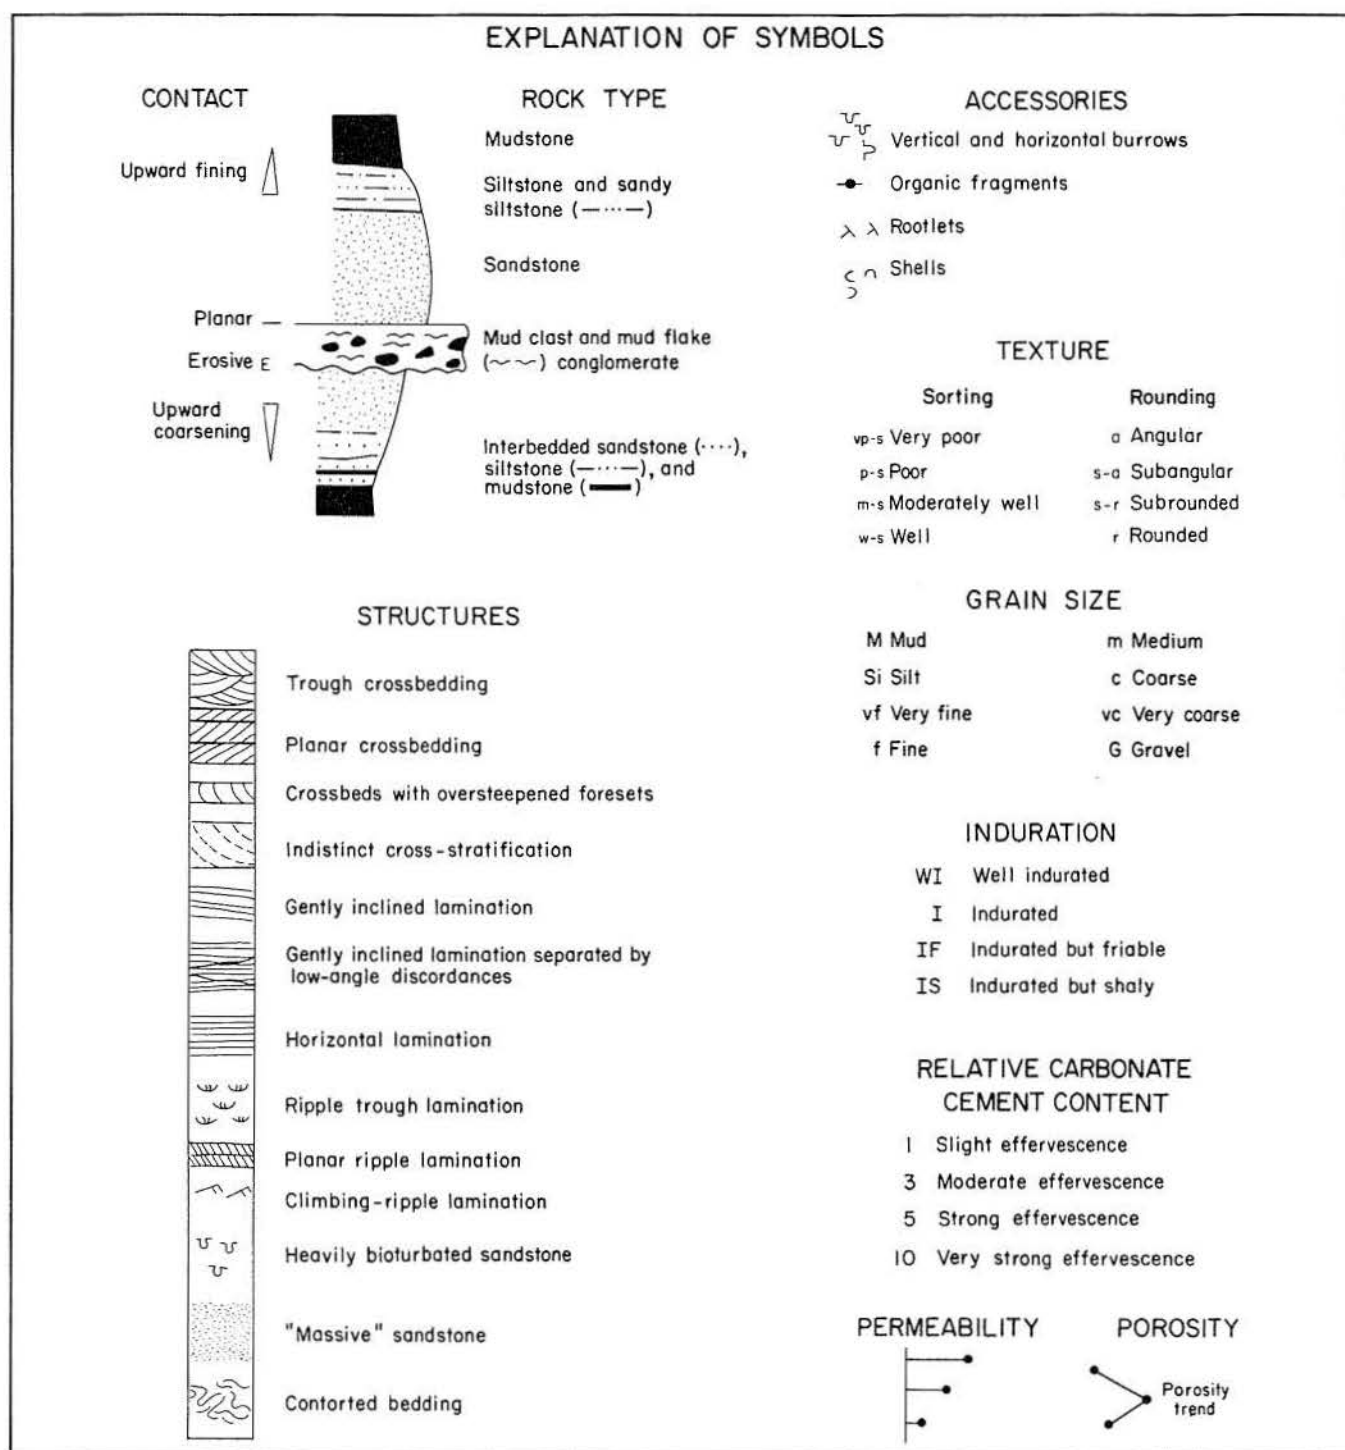 EXPLANATION OF SYMBOLS
CONTACT
Upward fining
Planar
Erosive E
Upward
coarsening
ROCK TYPE
Mudstone
Siltstone and sandy
siltstone (—···—)
Sandstone
Mud clast and mud flake
(~~) conglomerate
Interbedded sandstone (····),
siltstone (—···—), and
mudstone (▬)
STRUCTURES
Trough crossbedding
Planar crossbedding
Crossbeds with oversteepened foresets
Indistinct cross-stratification
Gently inclined lamination
Gently inclined lamination separated by
low-angle discordances
Horizontal lamination
Ripple trough lamination
Planar ripple lamination
Climbing-ripple lamination
Heavily bioturbated sandstone
"Massive" sandstone
Contorted bedding
ACCESSORIES
Vertical and horizontal burrows
Organic fragments
Rootlets
Shells
TEXTURE
Sorting
vp-s Very poor
p-s Poor
m-s Moderately well
w-s Well
Rounding
a Angular
s-a Subangular
s-r Subrounded
r Rounded
GRAIN SIZE
M Mud
Si Silt
vf Very fine
f Fine
m Medium
c Coarse
vc Very coarse
G Gravel
INDURATION
WI Well indurated
I Indurated
IF Indurated but friable
IS Indurated but shaly
RELATIVE CARBONATE
CEMENT CONTENT
1 Slight effervescence
3 Moderate effervescence
5 Strong effervescence
10 Very strong effervescence
PERMEABILITY
POROSITY
Porosity
trend